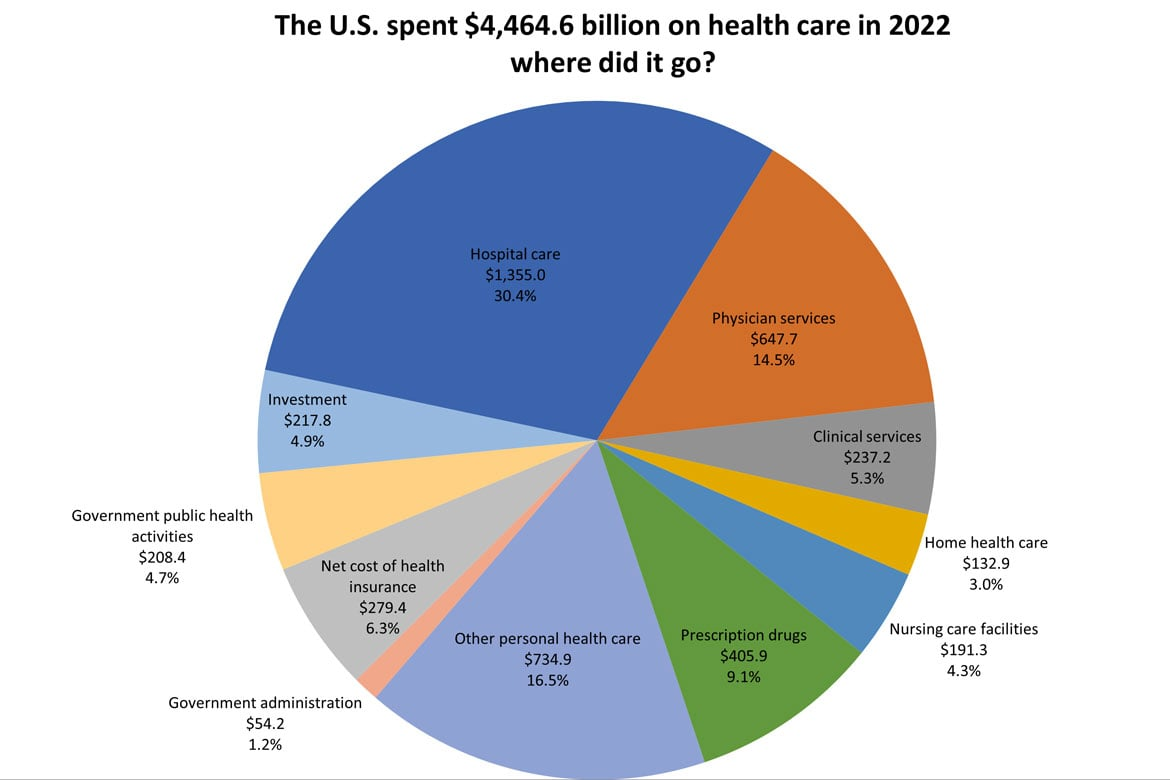 The U.S. spent $4,464.6 billion on health care in 2022
where did it go?
Hospital care
$1,355.0
30.4%
Physician services
$647.7
14.5%
Clinical services
$237.2
5.3%
Home health care
$132.9
3.0%
Nursing care facilities
$191.3
4.3%
Prescription drugs
$405.9
9.1%
Other personal health care
$734.9
16.5%
Government administration
$54.2
1.2%
Net cost of health
insurance
$279.4
6.3%
Government public health
activities
$208.4
4.7%
Investment
$217.8
4.9%